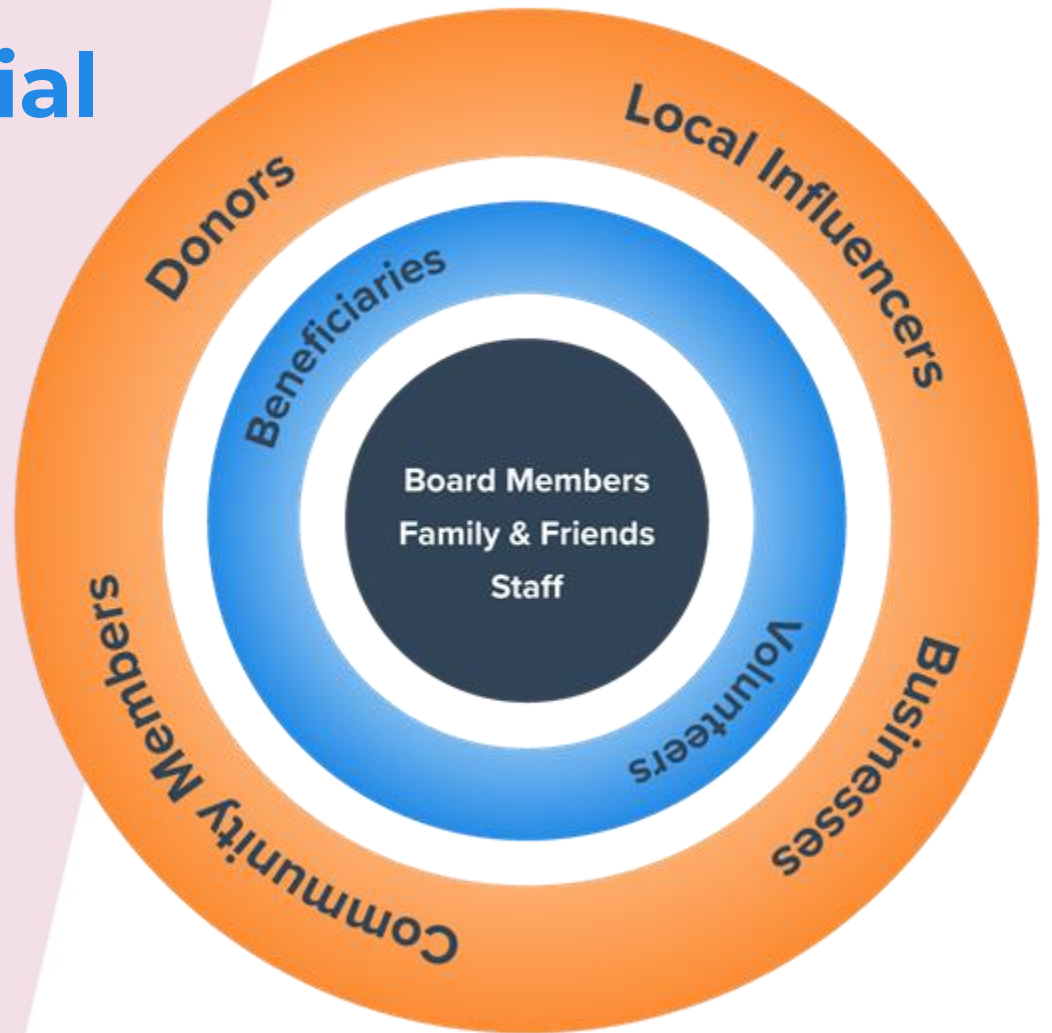 ial
Donors
Local Influencers
Beneficiaries
Board Members
Family & Friends
Staff
Volunteers
Community Members
Businesses